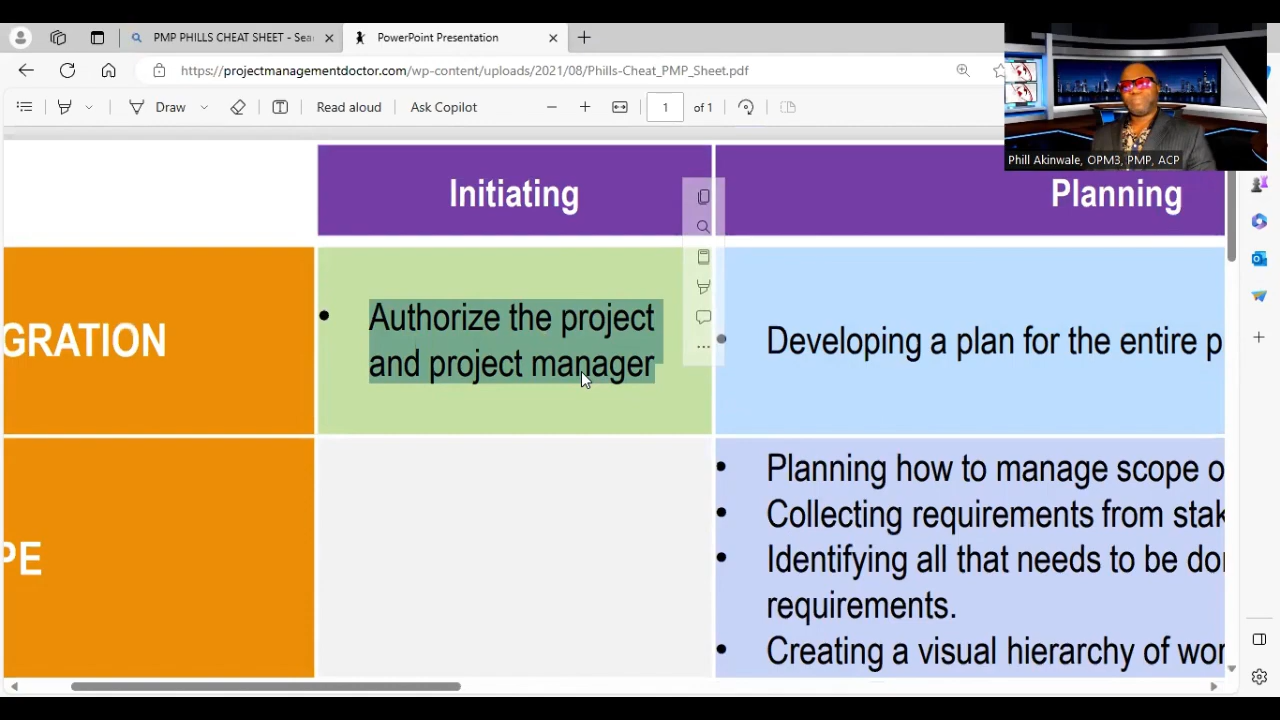 PMP PHILLS CHEAT SHEET - Sea
PowerPoint Presentation
https://projectmanagementdoctor.com/wp-content/uploads/2021/08/Phills-Cheat_PMP_Sheet.pdf
Draw
Read aloud
Ask Copilot
1
of 1
Phill Akinwale, OPM3, PMP, ACP
Initiating
Planning
GRATION
• Authorize the project
and project manager
• Developing a plan for the entire p
PE
• Planning how to manage scope o
• Collecting requirements from stak
• Identifying all that needs to be do
requirements.
• Creating a visual hierarchy of wor